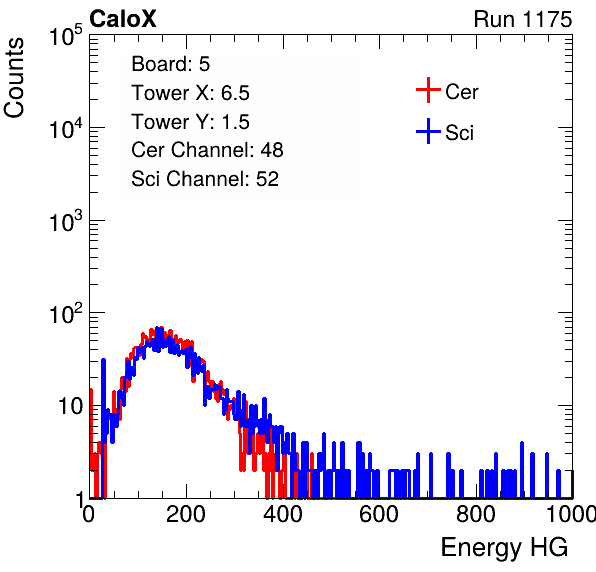 CaloX Run 1175
Counts
10^5
10^4
10^3
10^2
10
1
Board: 5
Tower X: 6.5
Tower Y: 1.5
Cer Channel: 48
Sci Channel: 52
Cer
Sci
0 200 400 600 800 1000
Energy HG